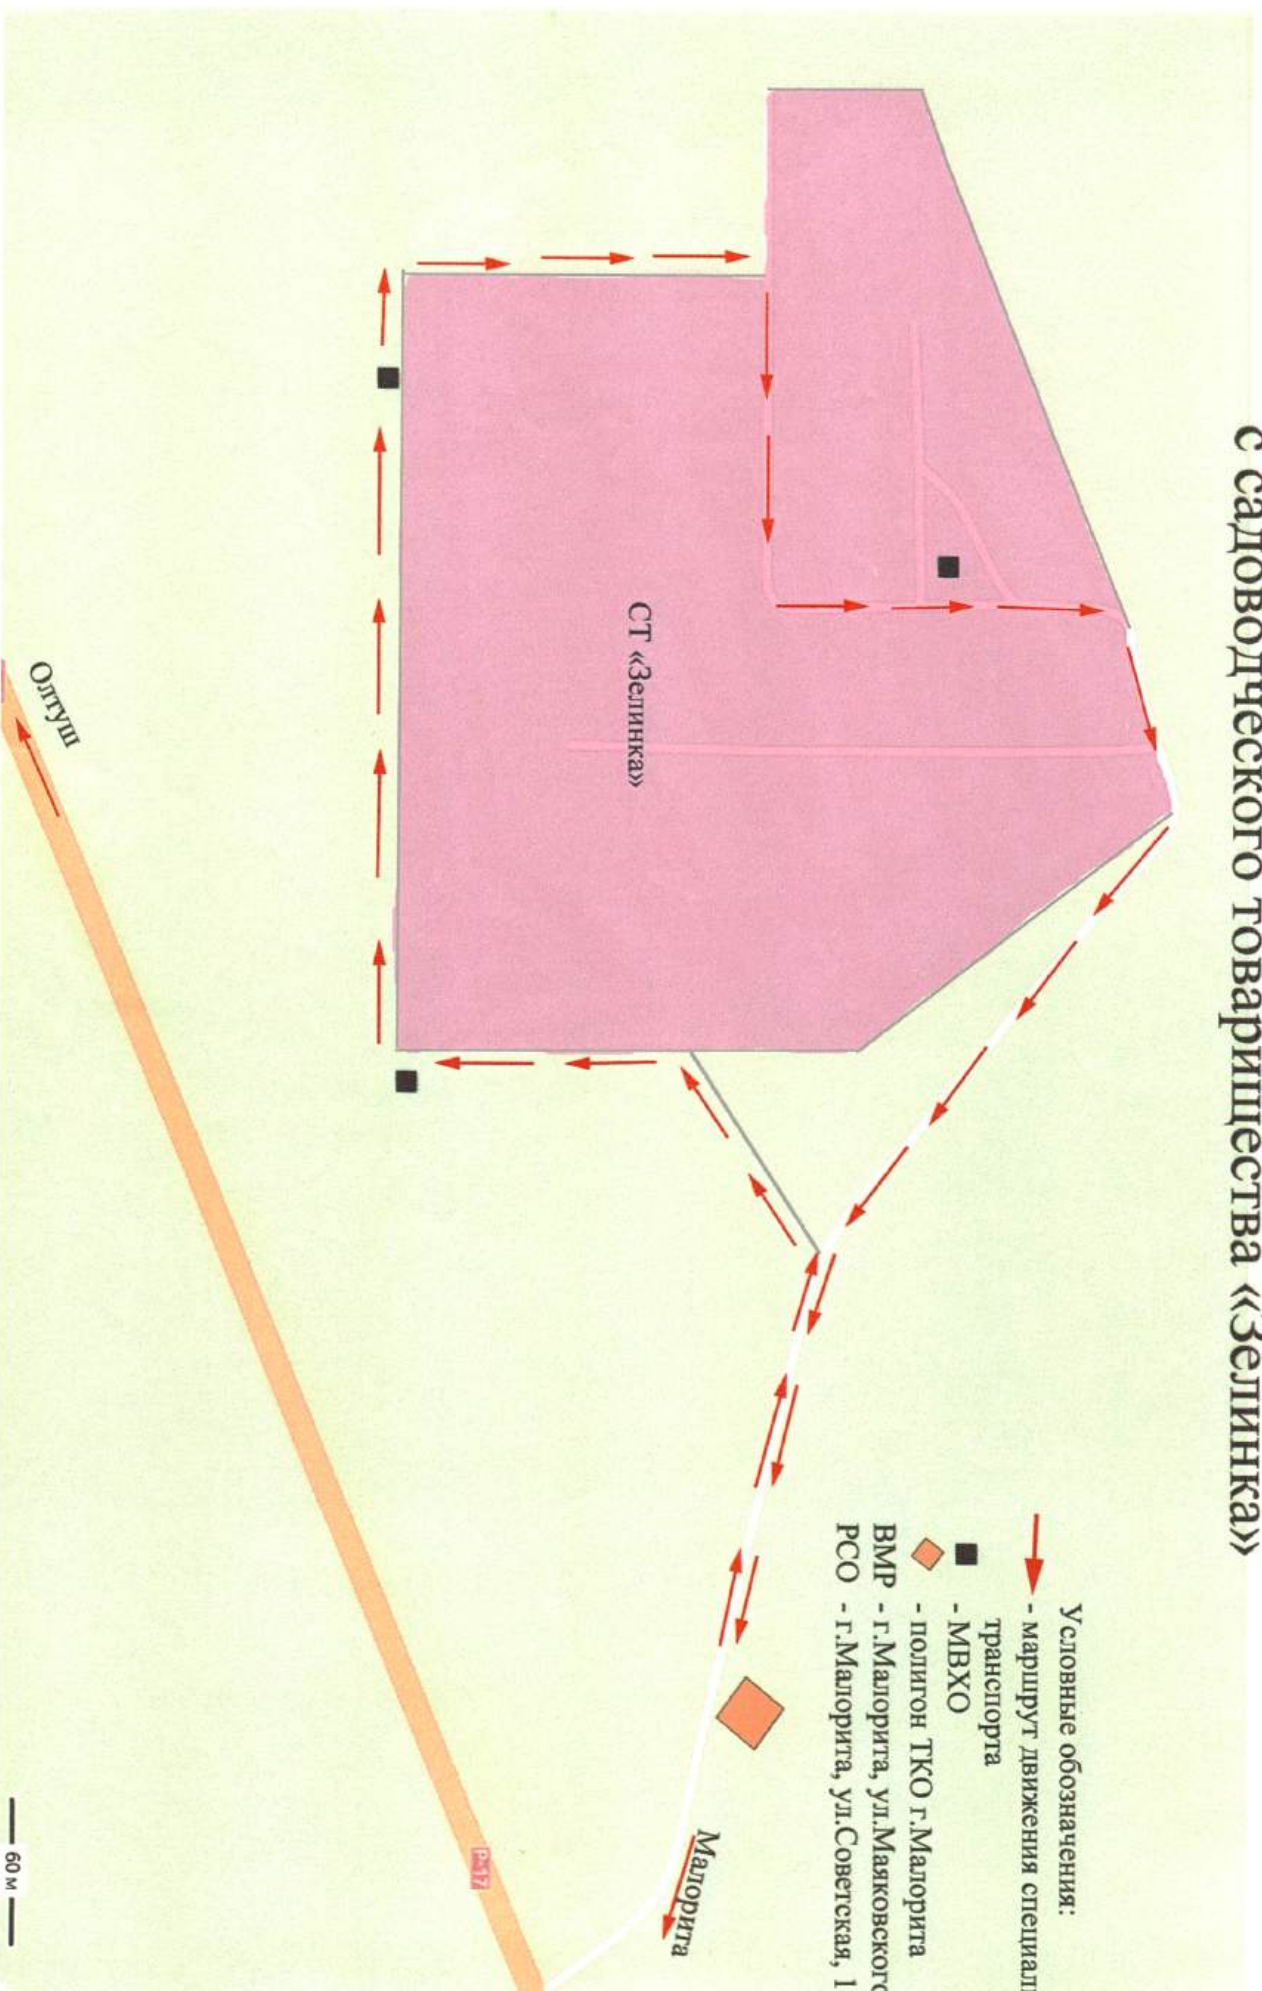 с садоводческого товарищества «Зелинка»
Условные обозначения:
- маршрут движения специал
транспорта
- МВХО
- полигон ТКО г.Малорита
ВМР - г.Малорита, ул.Маяковского
РСО - г.Малорита, ул.Советская, 1
СТ «Зелинка»
Олтуш
Малорита
P-17
60 м